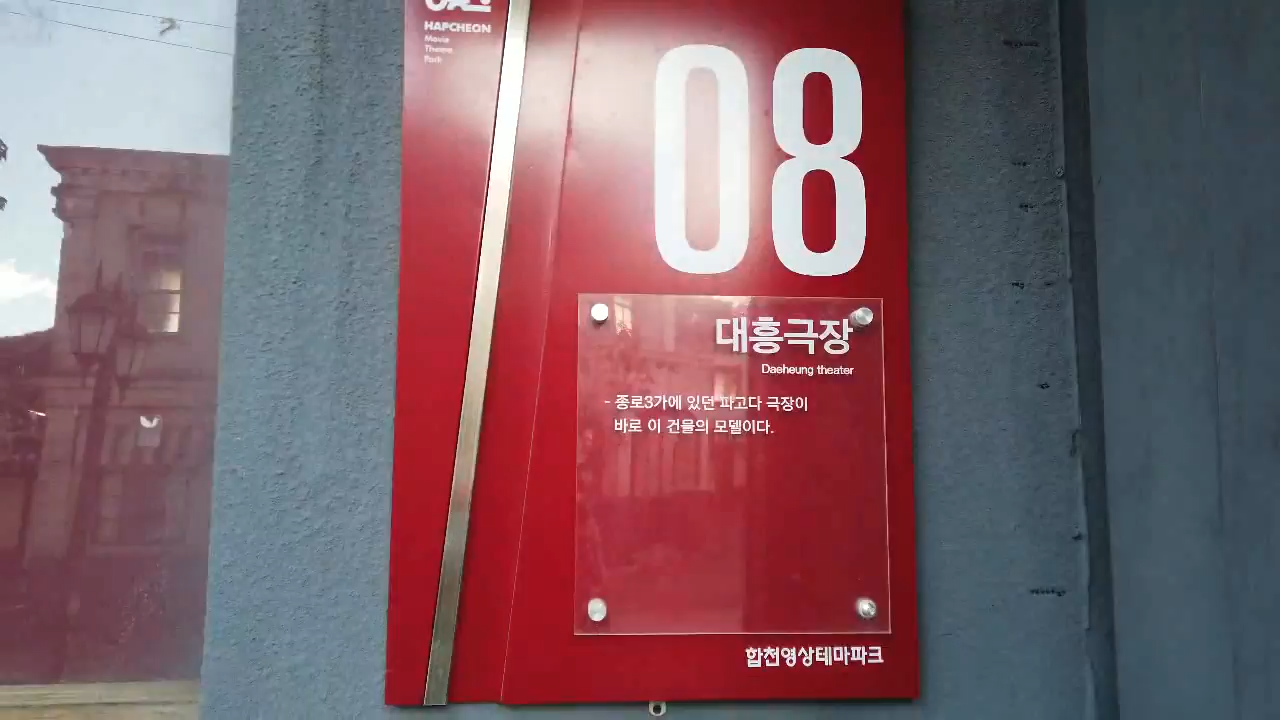 HAPCHEON
Movie
Theme
Park
08
대흥극장
Daeheung theater
- 종로3가에 있던 파고다 극장이
바로 이 건물의 모델이다.
합천영상테마파크